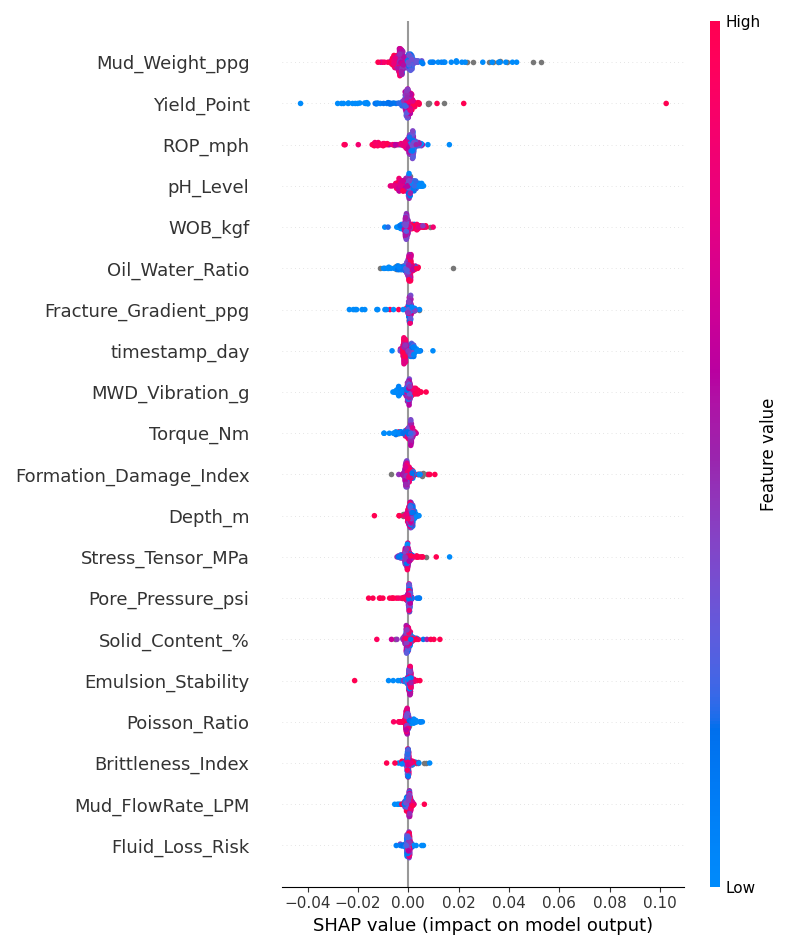 High
Mud_Weight_ppg
Yield_Point
ROP_mph
pH_Level
WOB_kgf
Oil_Water_Ratio
Fracture_Gradient_ppg
timestamp_day
MWD_Vibration_g
Torque_Nm
Formation_Damage_Index
Depth_m
Stress_Tensor_MPa
Pore_Pressure_psi
Solid_Content_%
Emulsion_Stability
Poisson_Ratio
Brittleness_Index
Mud_FlowRate_LPM
Fluid_Loss_Risk
Feature value
Low
−0.04 −0.02 0.00 0.02 0.04 0.06 0.08 0.10
SHAP value (impact on model output)